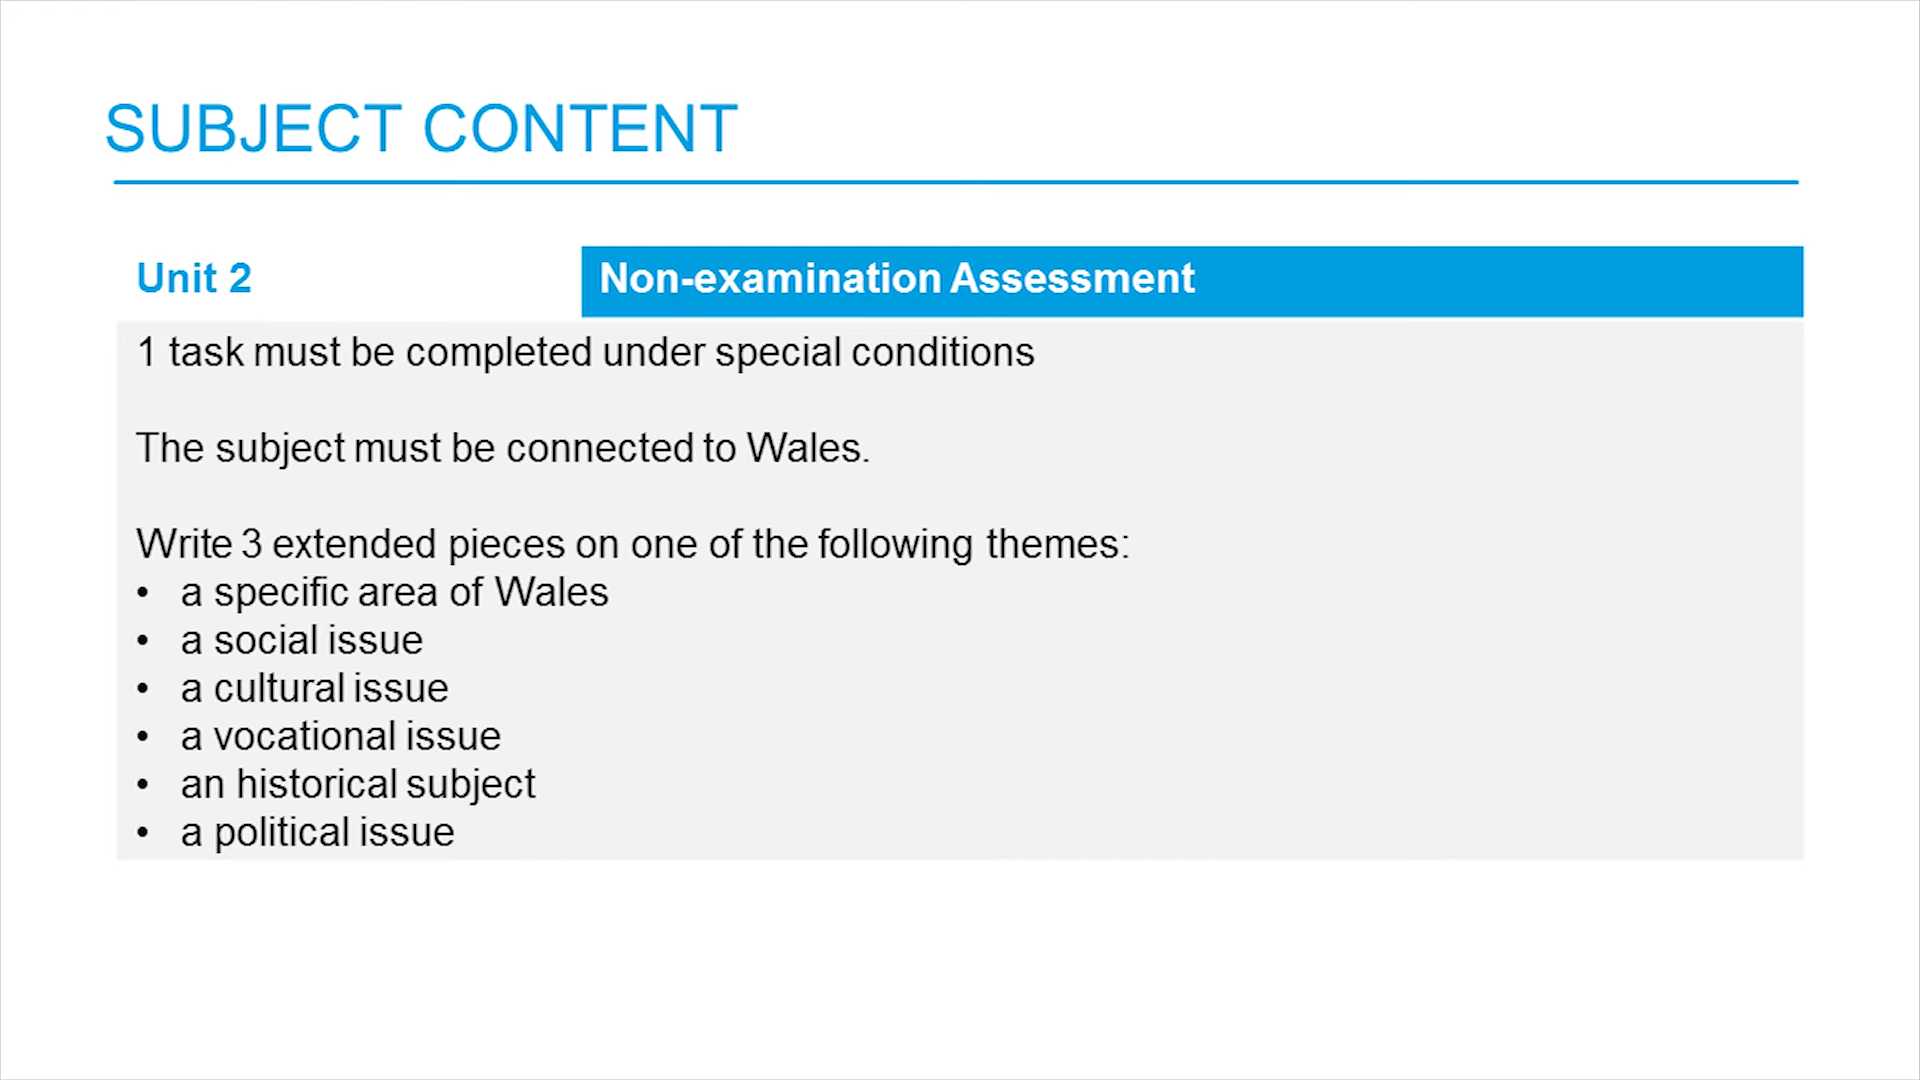 SUBJECT CONTENT
Unit 2
Non-examination Assessment
1 task must be completed under special conditions
The subject must be connected to Wales.
Write 3 extended pieces on one of the following themes:
• a specific area of Wales
• a social issue
• a cultural issue
• a vocational issue
• an historical subject
• a political issue